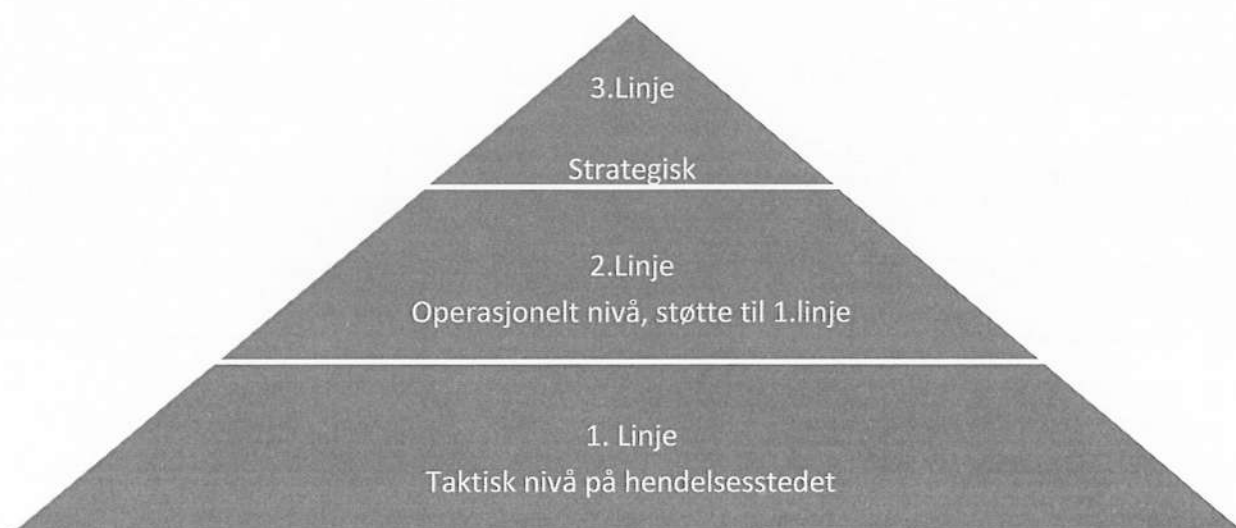 3.Linje
Strategisk
2.Linje
Operasjonelt nivå, støtte til 1.linje
1. Linje
Taktisk nivå på hendelsesstedet